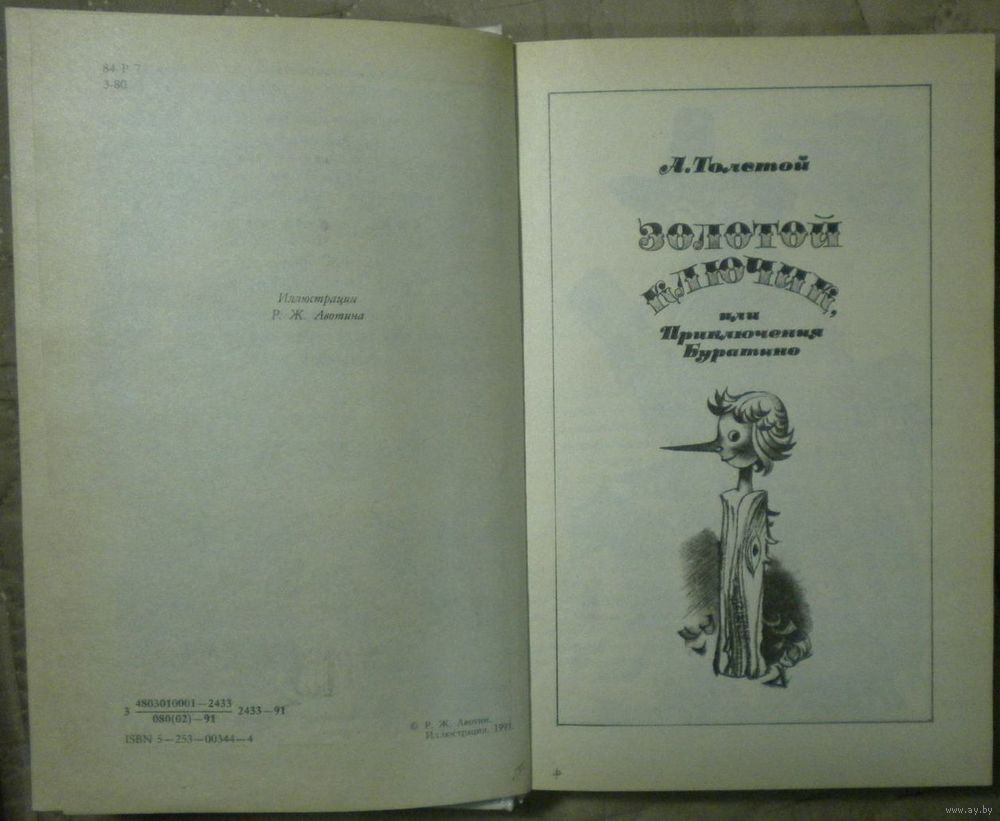 84 Р 7
З-80
Иллюстрации
Р. Ж. Авотина
З 4803010001—2433 2433—91
080(02)—91
ISBN 5—253—00344—4
© Р. Ж. Авотин.
Иллюстрации, 1991.
А. Толстой
ЗОЛОТОЙ
КЛЮЧИК,
или
Приключения
Буратино
www.ay.by